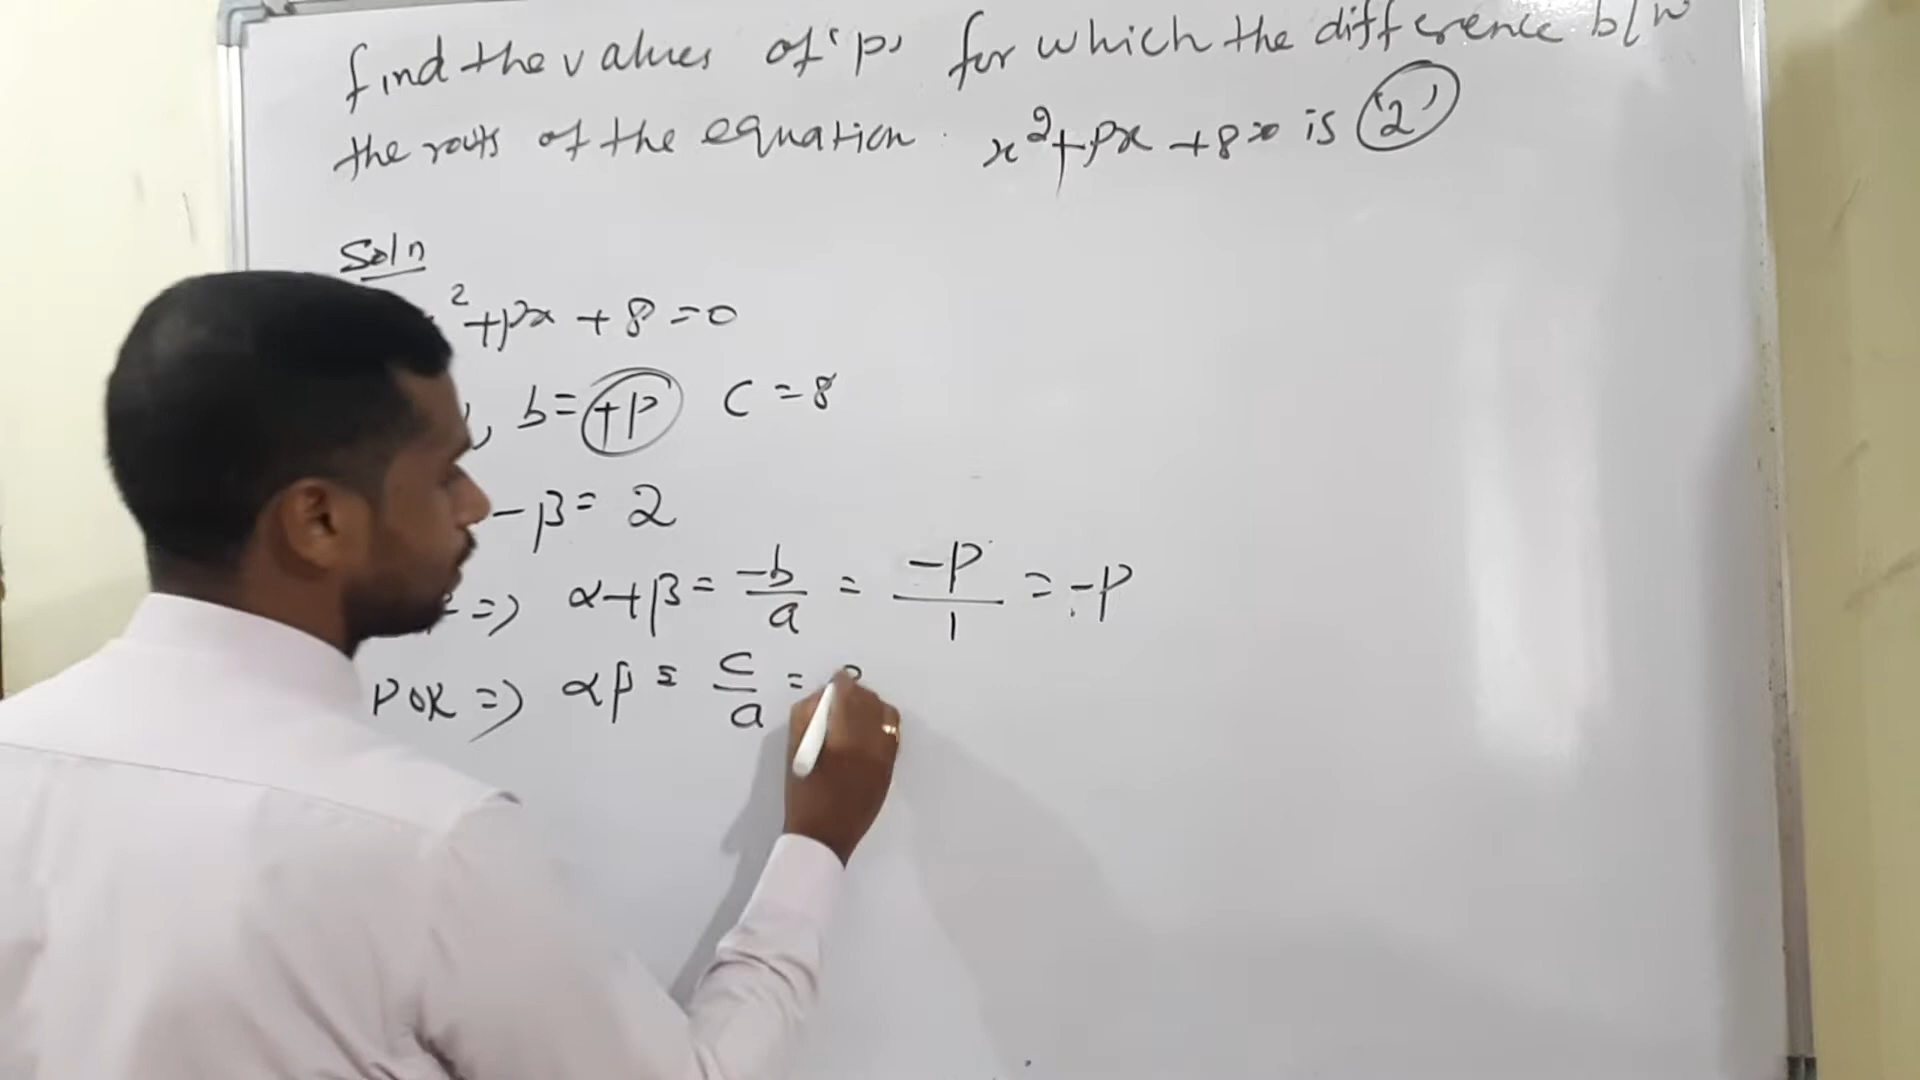 find the values of 'p' for which the difference b/w
the roots of the equation x²+px+8=0 is '2'
Soln
²+px+8=0
, b=+p c=8
-β=2
=> α+β = -b/a = -p/1 = -p
POR => αβ = c/a =